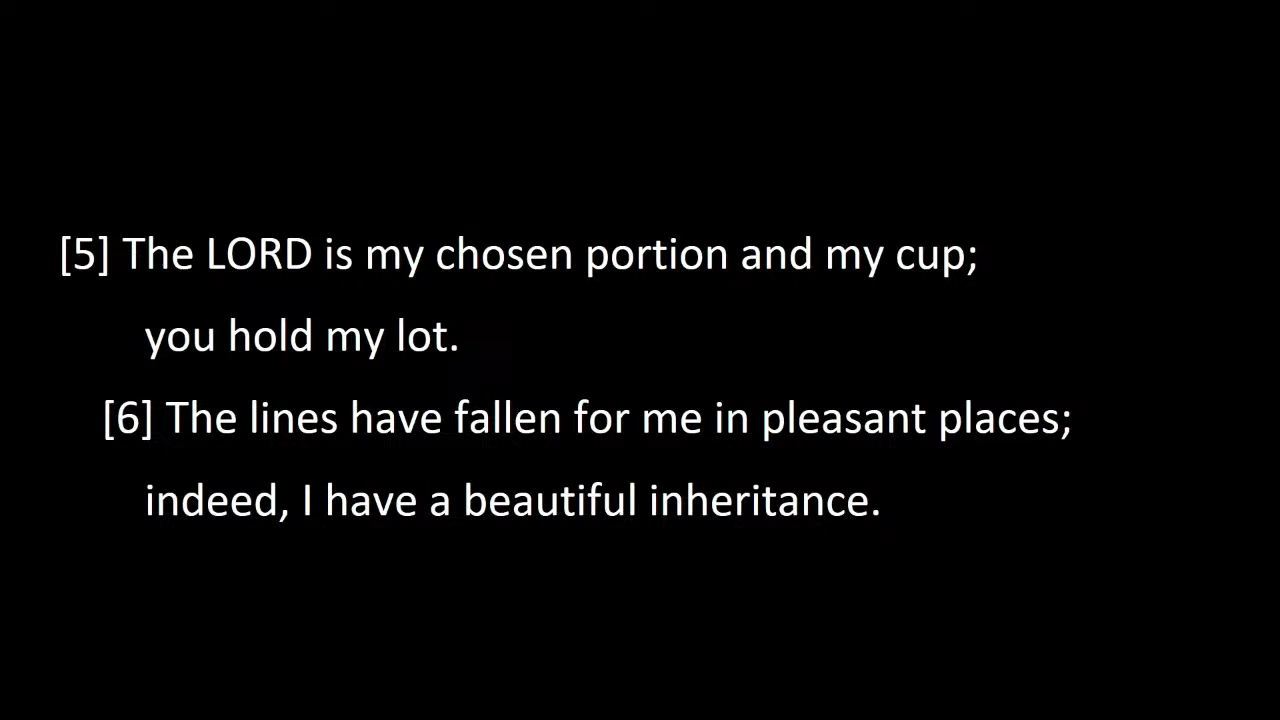 [5] The LORD is my chosen portion and my cup;
you hold my lot.
[6] The lines have fallen for me in pleasant places;
indeed, I have a beautiful inheritance.